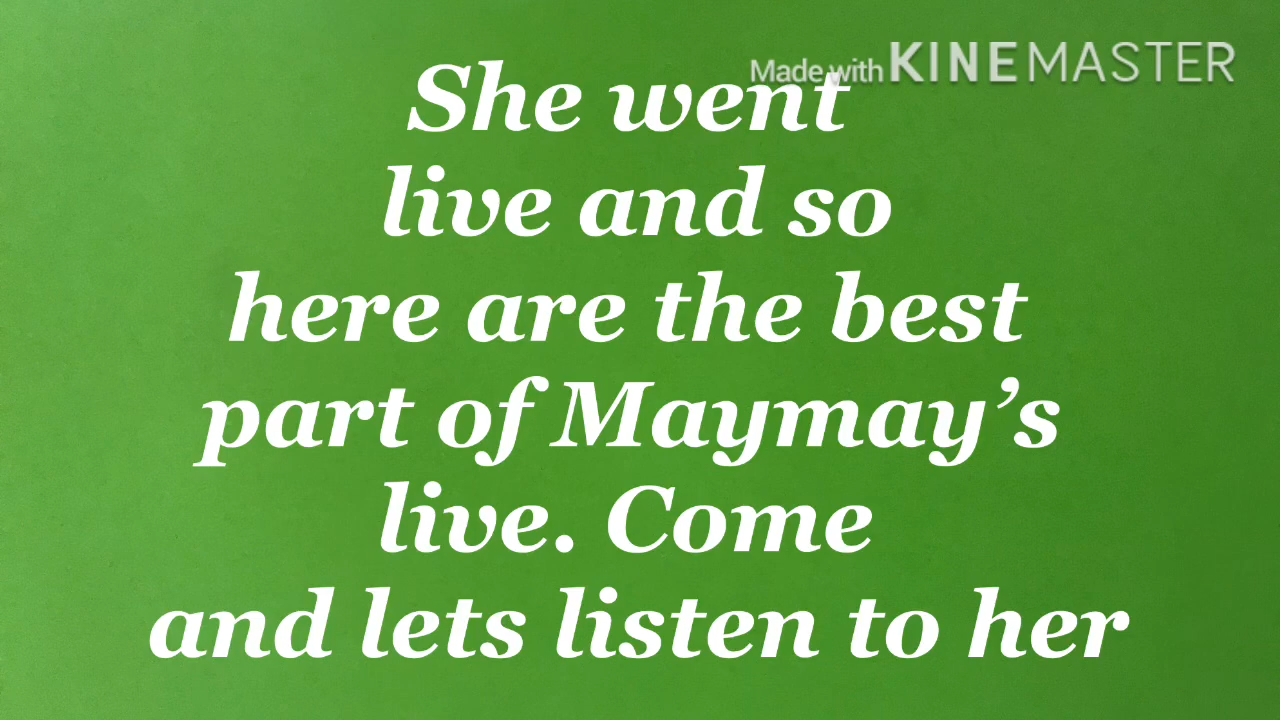 Made with KINEMASTER
She went
live and so
here are the best
part of Maymay’s
live. Come
and lets listen to her